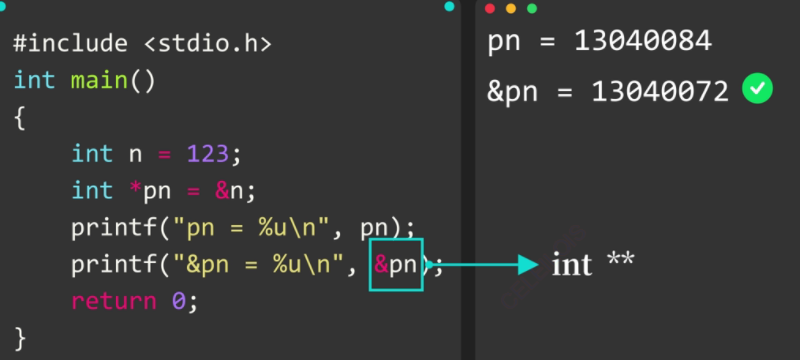 #include <stdio.h>
int main()
{
int n = 123;
int *pn = &n;
printf("pn = %u\n", pn);
printf("&pn = %u\n", &pn);
return 0;
}
pn = 13040084
&pn = 13040072
int **